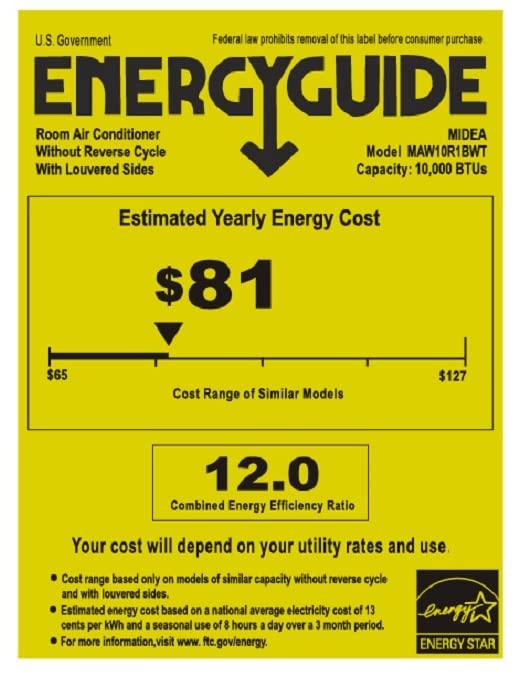 U.S. Government
Federal law prohibits removal of this label before consumer purchase.
ENERGYGUIDE
Room Air Conditioner
Without Reverse Cycle
With Louvered Sides
MIDEA
Model MAW10R1BWT
Capacity: 10,000 BTUs
Estimated Yearly Energy Cost
$81
$65
$127
Cost Range of Similar Models
12.0
Combined Energy Efficiency Ratio
Your cost will depend on your utility rates and use.
● Cost range based only on models of similar capacity without reverse cycle
and with louvered sides.
● Estimated energy cost based on a national average electricity cost of 13
cents per kWh and a seasonal use of 8 hours a day over a 3 month period.
● For more information,visit www. ftc.gov/energy.
energy
ENERGY STAR